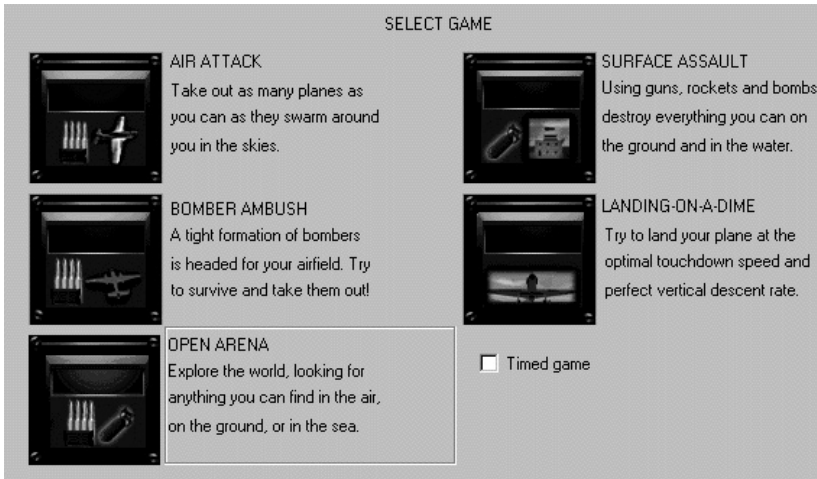 SELECT GAME
AIR ATTACK
Take out as many planes as
you can as they swarm around
you in the skies.
BOMBER AMBUSH
A tight formation of bombers
is headed for your airfield. Try
to survive and take them out!
OPEN ARENA
Explore the world, looking for
anything you can find in the air,
on the ground, or in the sea.
SURFACE ASSAULT
Using guns, rockets and bombs
destroy everything you can on
the ground and in the water.
LANDING-ON-A-DIME
Try to land your plane at the
optimal touchdown speed and
perfect vertical descent rate.
Timed game